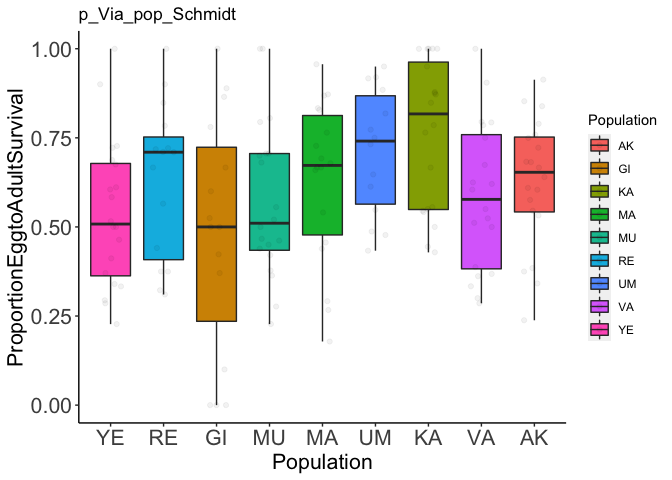 p_Via_pop_Schmidt
ProportionEggtoAdultSurvival
1.00
0.75
0.50
0.25
0.00
YE RE GI MU MA UM KA VA AK
Population
Population
AK
GI
KA
MA
MU
RE
UM
VA
YE